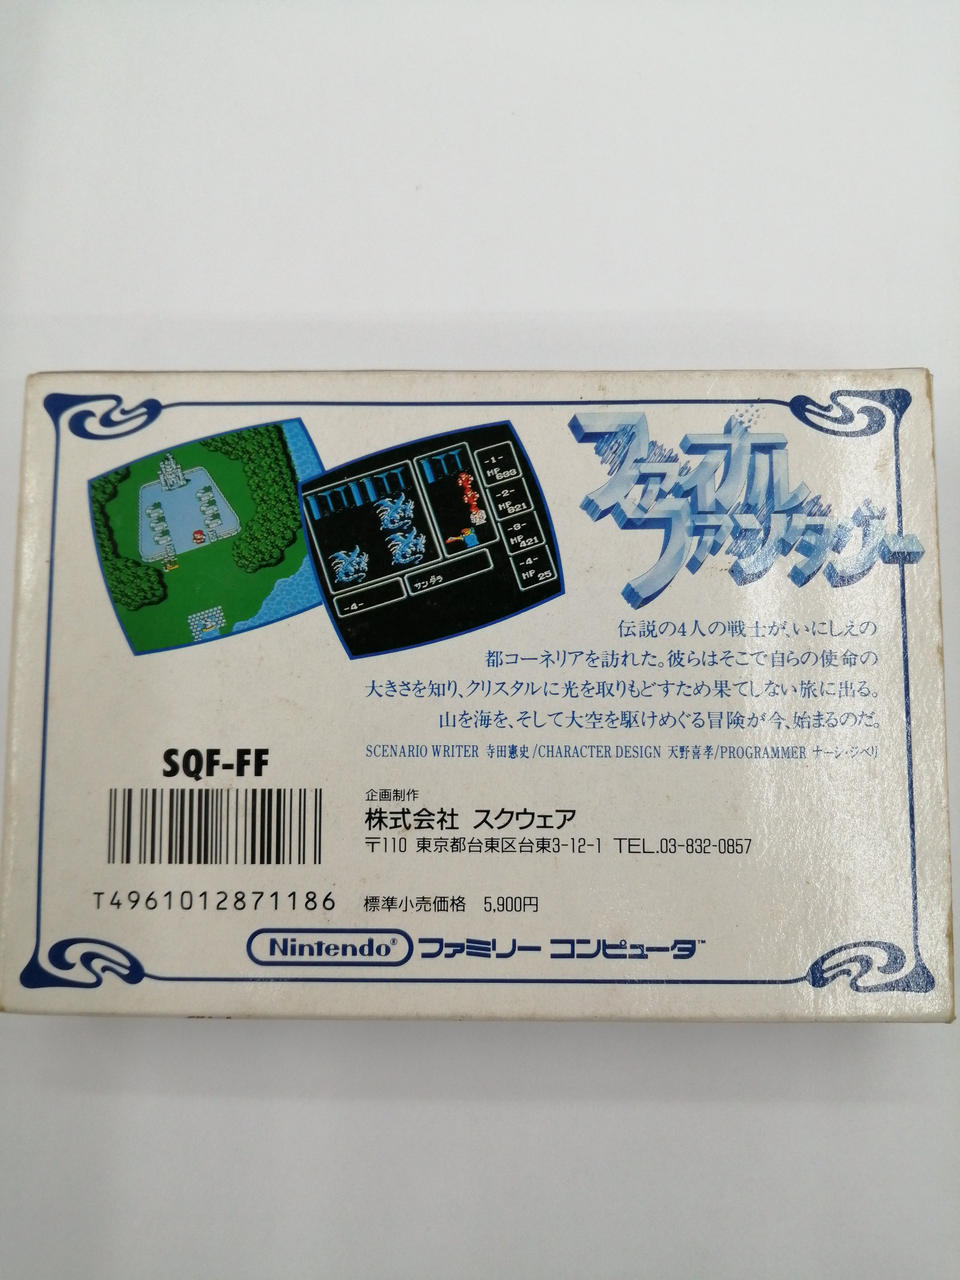 ファイナル
ファンタジー
-1-
HP
-2-
HP
-3-
HP 421
-4-
HP 25
サンダラ
-4-
伝説の4人の戦士が、いにしえの
都コーネリアを訪れた。彼らはそこで自らの使命の
大きさを知り、クリスタルに光を取りもどすため果てしない旅に出る。
山を海を、そして大空を駆けめぐる冒険が今、始まるのだ。
SCENARIO WRITER 寺田憲史/CHARACTER DESIGN 天野喜孝/PROGRAMMER ナーシャ・ジベリ
SQF-FF
T4961012871186
企画制作
株式会社 スクウェア
〒110 東京都台東区台東3-12-1 TEL.03-832-0857
標準小売価格 5,900円
Nintendo® ファミリーコンピュータ™